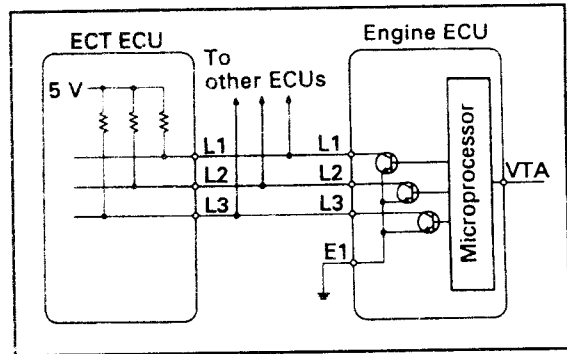 ECT ECU
To
other ECUs
Engine ECU
5 V
L1
L2
L3
L1
L2
L3
E1
Microprocessor
VTA